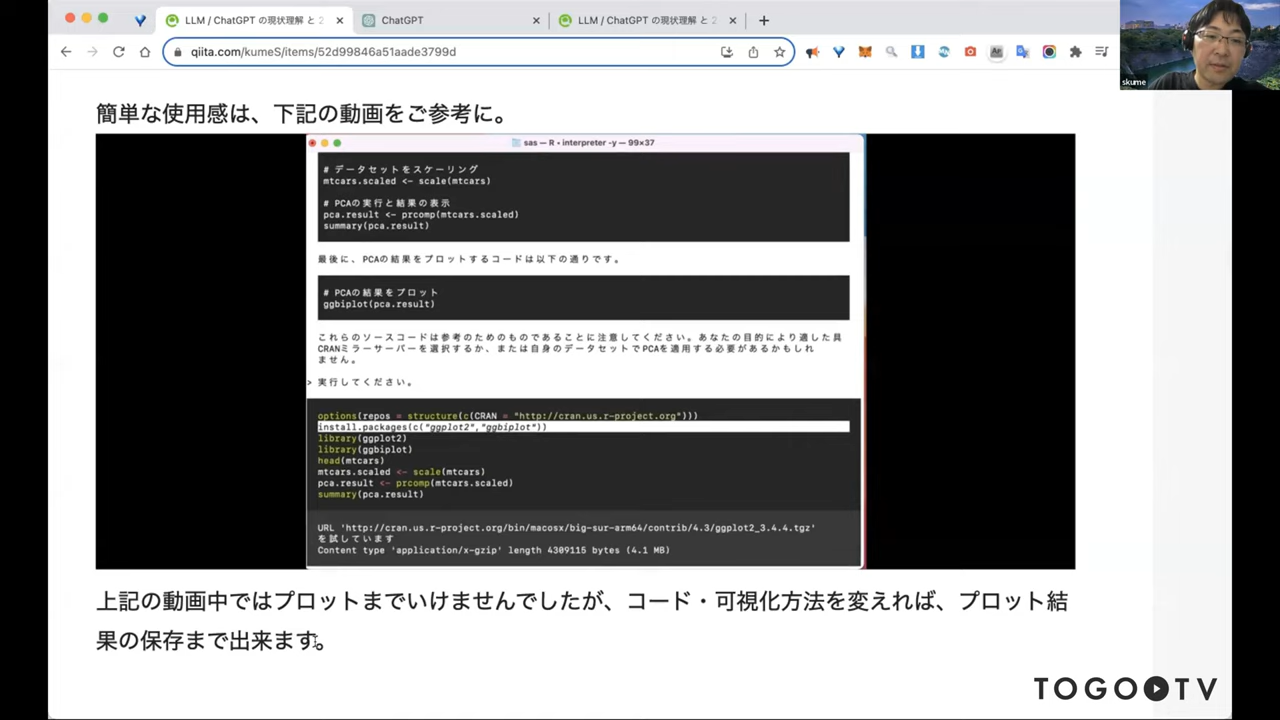 LLM / ChatGPT の現状理解 と 2
ChatGPT
LLM / ChatGPT の現状理解 と 2
qiita.com/kumeS/items/52d99846a51aade3799d
skume
簡単な使用感は、下記の動画をご参考に。
sas — R • interpreter -y — 99×37
# データセットをスケーリング
mtcars.scaled <- scale(mtcars)
# PCAの実行と結果の表示
pca.result <- prcomp(mtcars.scaled)
summary(pca.result)
最後に、PCAの結果をプロットするコードは以下の通りです。
# PCAの結果をプロット
ggbiplot(pca.result)
これらのソースコードは参考のためのものであることに注意してください。あなたの目的により適した具
CRANミラーサーバーを選択するか、または自身のデータセットでPCAを適用する必要があるかもしれ
ません。
> 実行してください。
options(repos = structure(c(CRAN = "http://cran.us.r-project.org")))
install.packages(c("ggplot2","ggbiplot"))
library(ggplot2)
library(ggbiplot)
head(mtcars)
mtcars.scaled <- scale(mtcars)
pca.result <- prcomp(mtcars.scaled)
summary(pca.result)
URL 'http://cran.us.r-project.org/bin/macosx/big-sur-arm64/contrib/4.3/ggplot2_3.4.4.tgz'
を試しています
Content type 'application/x-gzip' length 4309115 bytes (4.1 MB)
上記の動画中ではプロットまでいけませんでしたが、コード・可視化方法を変えれば、プロット結
果の保存まで出来ます。
TOGO TV